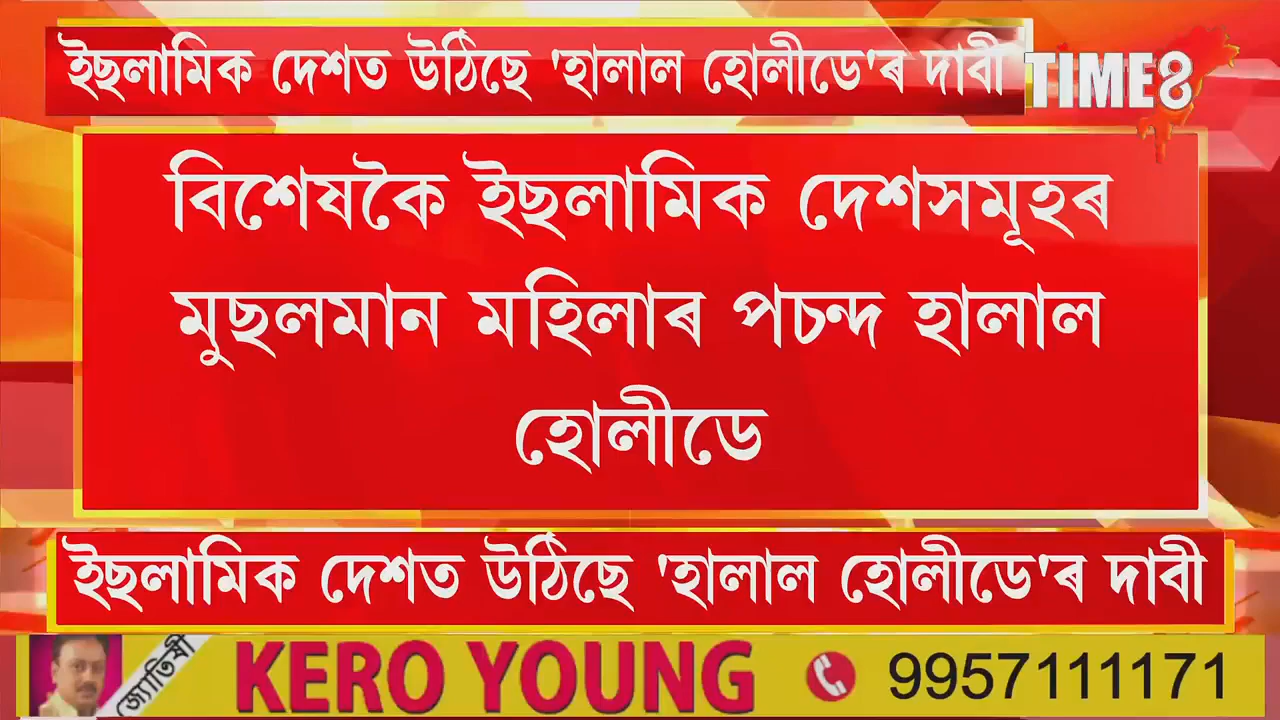 ইছলামিক দেশত উঠিছে 'হালাল হোলীডে'ৰ দাবী
TIME8
বিশেষকৈ ইছলামিক দেশসমূহৰ
মুছলমান মহিলাৰ পচন্দ হালাল
হোলীডে
ইছলামিক দেশত উঠিছে 'হালাল হোলীডে'ৰ দাবী
জ্যোতিষী
KERO YOUNG
9957111171